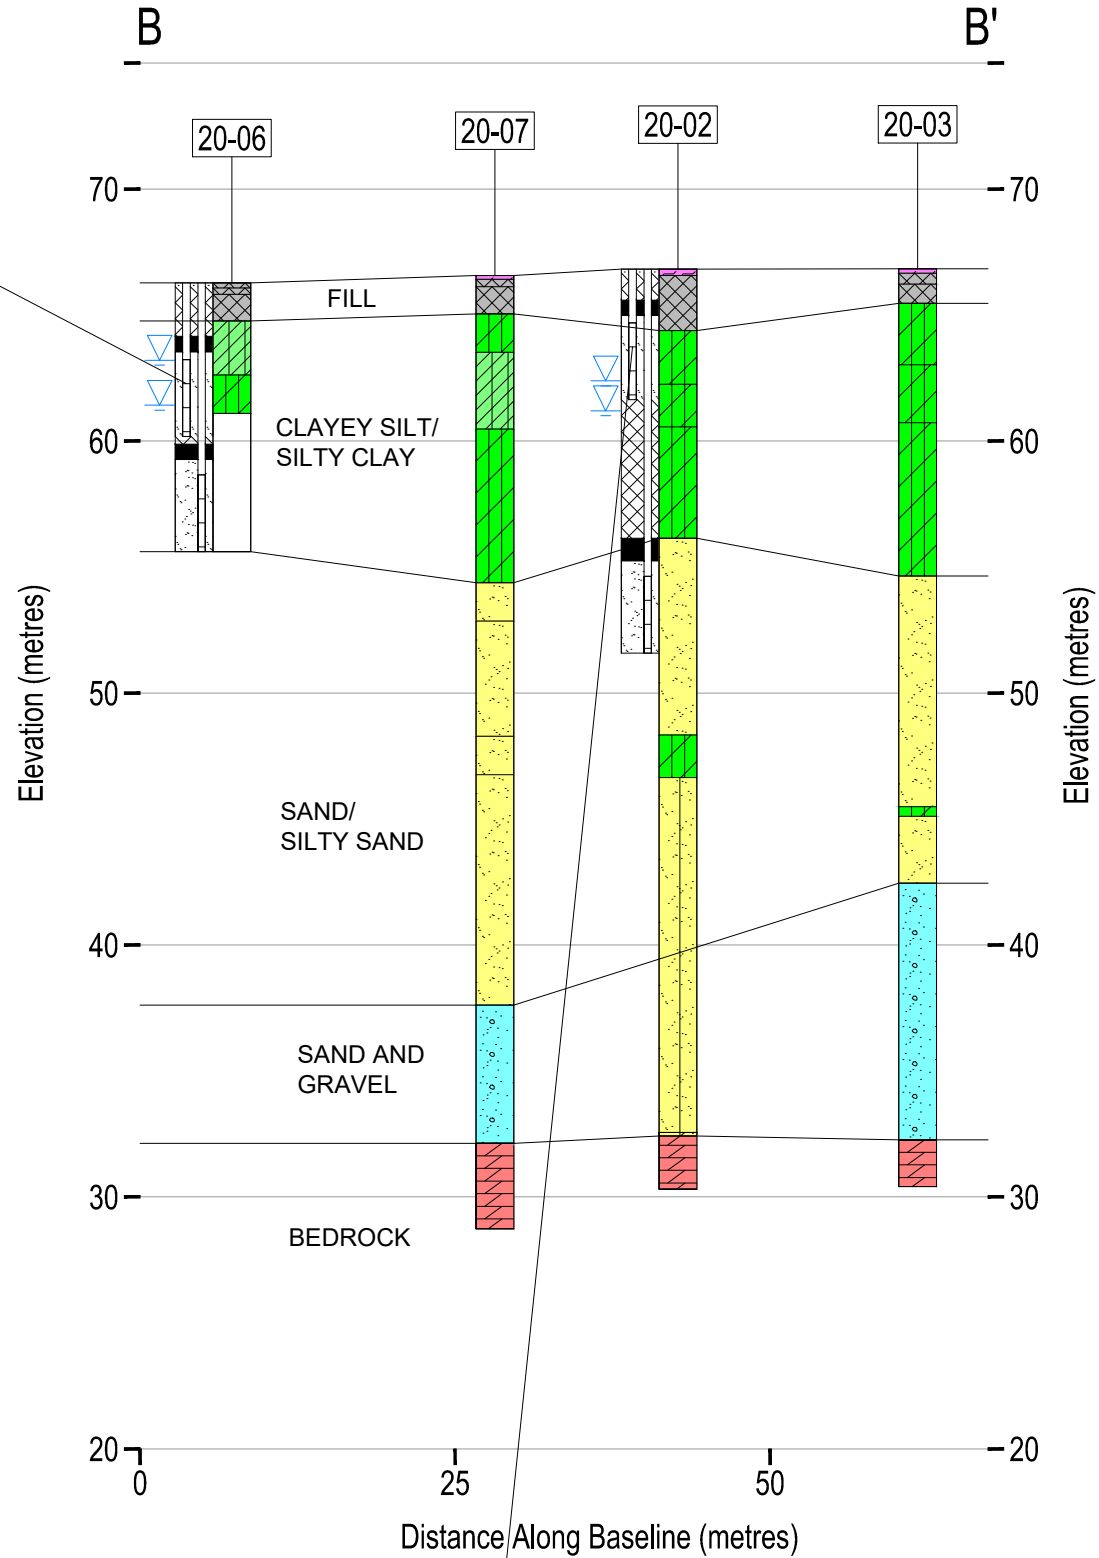 B
B'
20-06
20-07
20-02
20-03
70
70
FILL
CLAYEY SILT/
SILTY CLAY
60
60
Elevation (metres)
Elevation (metres)
50
50
SAND/
SILTY SAND
40
40
SAND AND
GRAVEL
30
30
BEDROCK
20
20
0
25
50
Distance Along Baseline (metres)